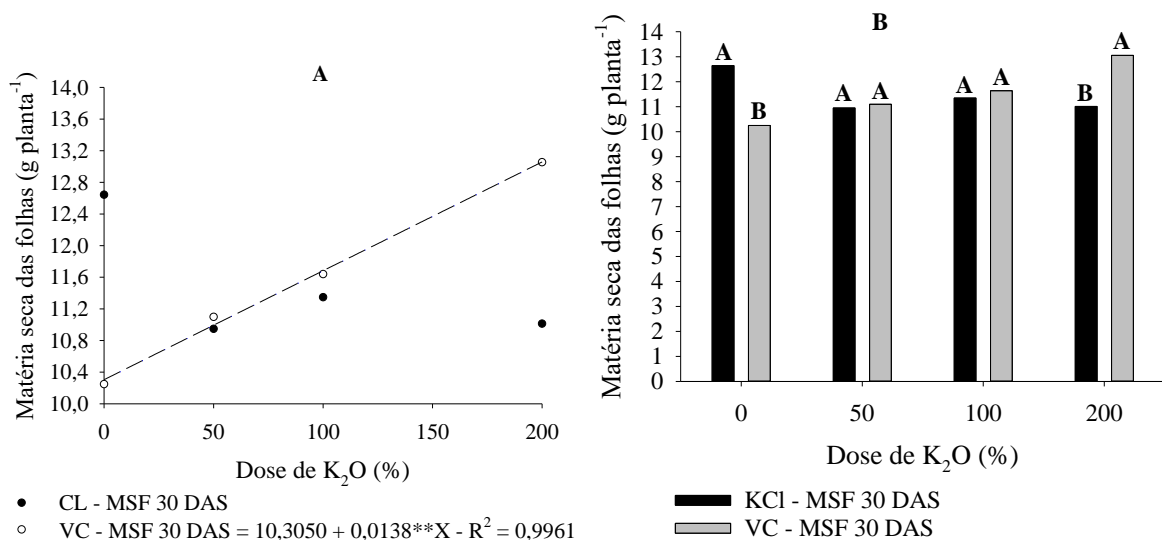 A
Matéria seca das folhas (g planta⁻¹)
14,0
13,6
13,2
12,8
12,4
12,0
11,6
11,2
10,8
10,4
10,0
0 50 100 150 200
Dose de K₂O (%)
CL - MSF 30 DAS
VC - MSF 30 DAS = 10,3050 + 0,0138**X - R² = 0,9961
B
Matéria seca das folhas (g planta⁻¹)
14
13
12
11
10
9
8
7
6
5
4
3
2
1
0
A B A A A A B A
0 50 100 200
Dose de K₂O (%)
KCl - MSF 30 DAS
VC - MSF 30 DAS